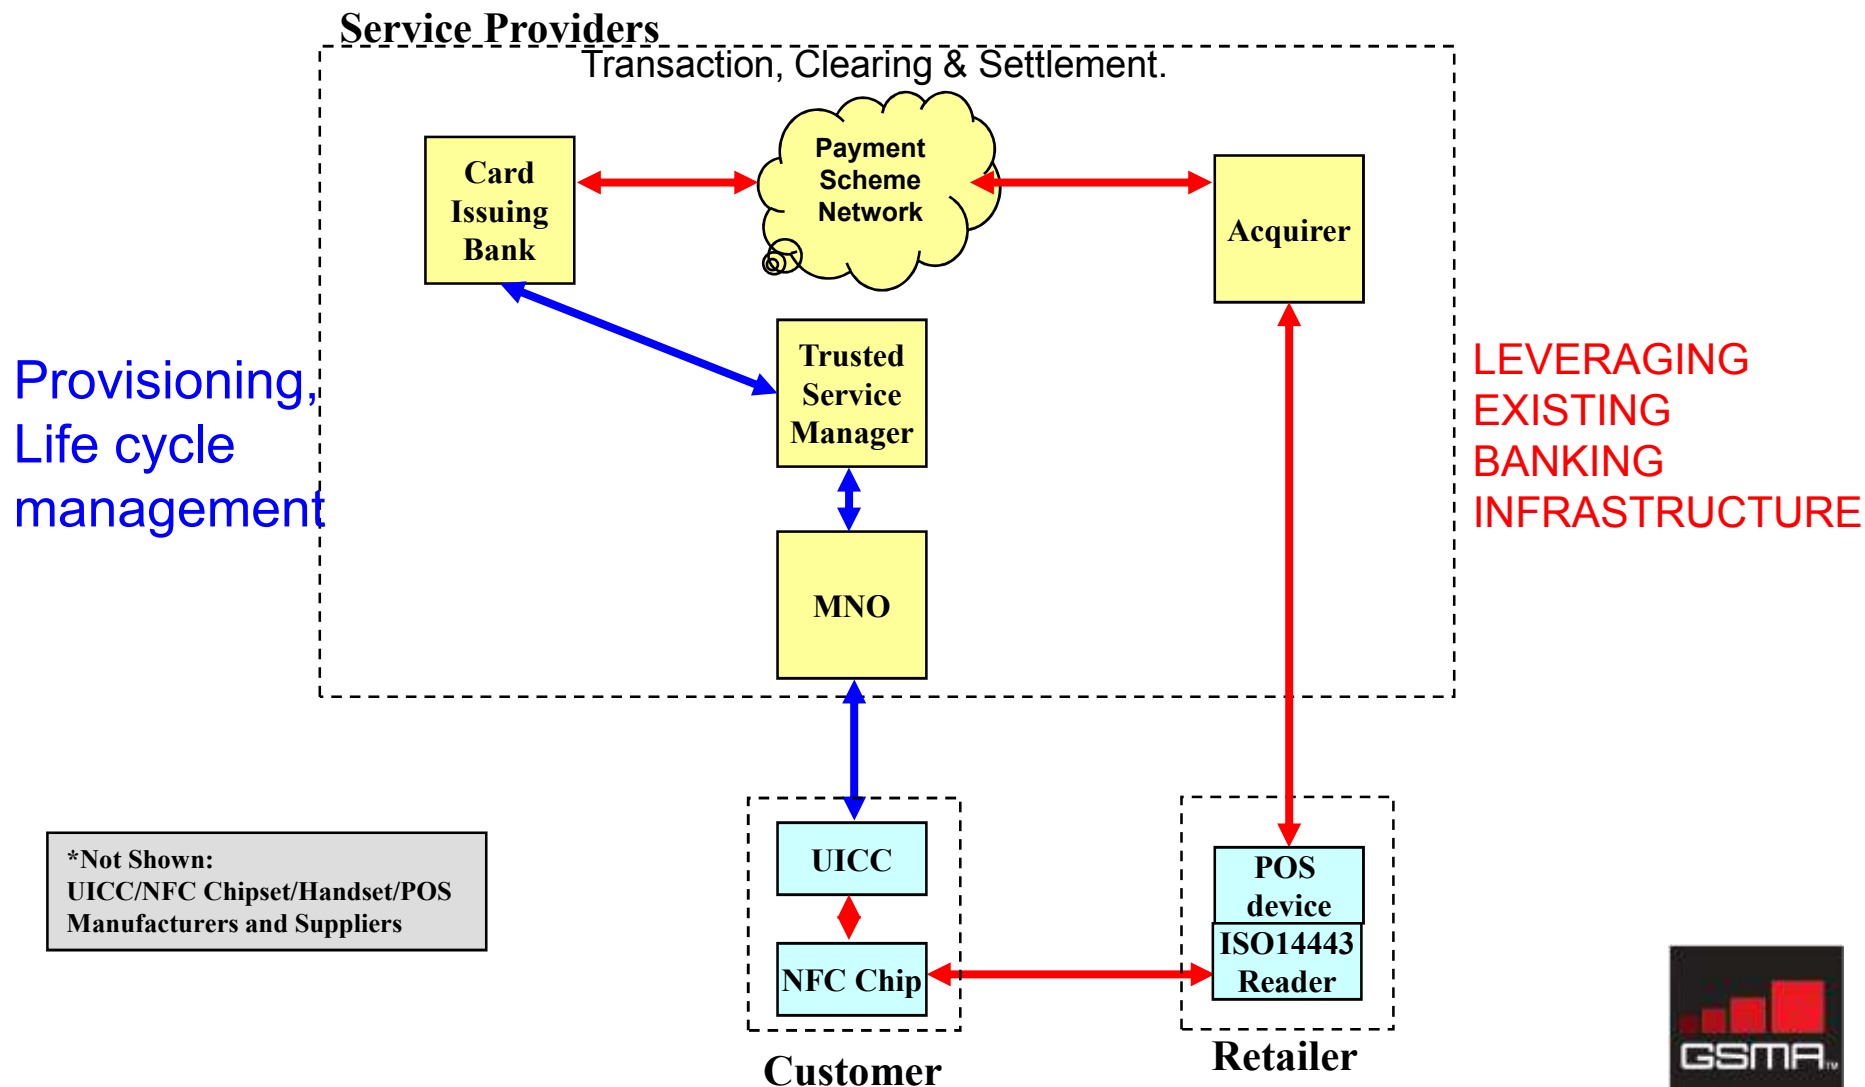 Service Providers
Transaction, Clearing & Settlement.
Card
Issuing
Bank
Payment
Scheme
Network
Acquirer
Trusted
Service
Manager
MNO
Provisioning,
Life cycle
management
LEVERAGING
EXISTING
BANKING
INFRASTRUCTURE
*Not Shown:
UICC/NFC Chipset/Handset/POS
Manufacturers and Suppliers
UICC
NFC Chip
Customer
POS
device
ISO14443
Reader
Retailer
GSMA™